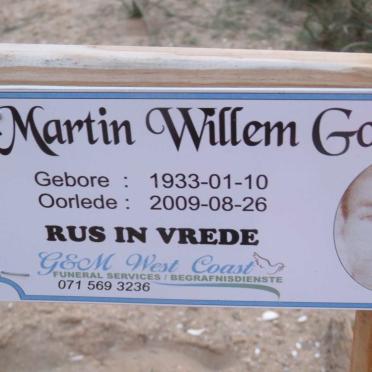 Martin Willem Go
Gebore : 1933-01-10
Oorlede : 2009-08-26
RUS IN VREDE
G&M West Coast
FUNERAL SERVICES / BEGRAFNISDIENSTE
071 569 3236